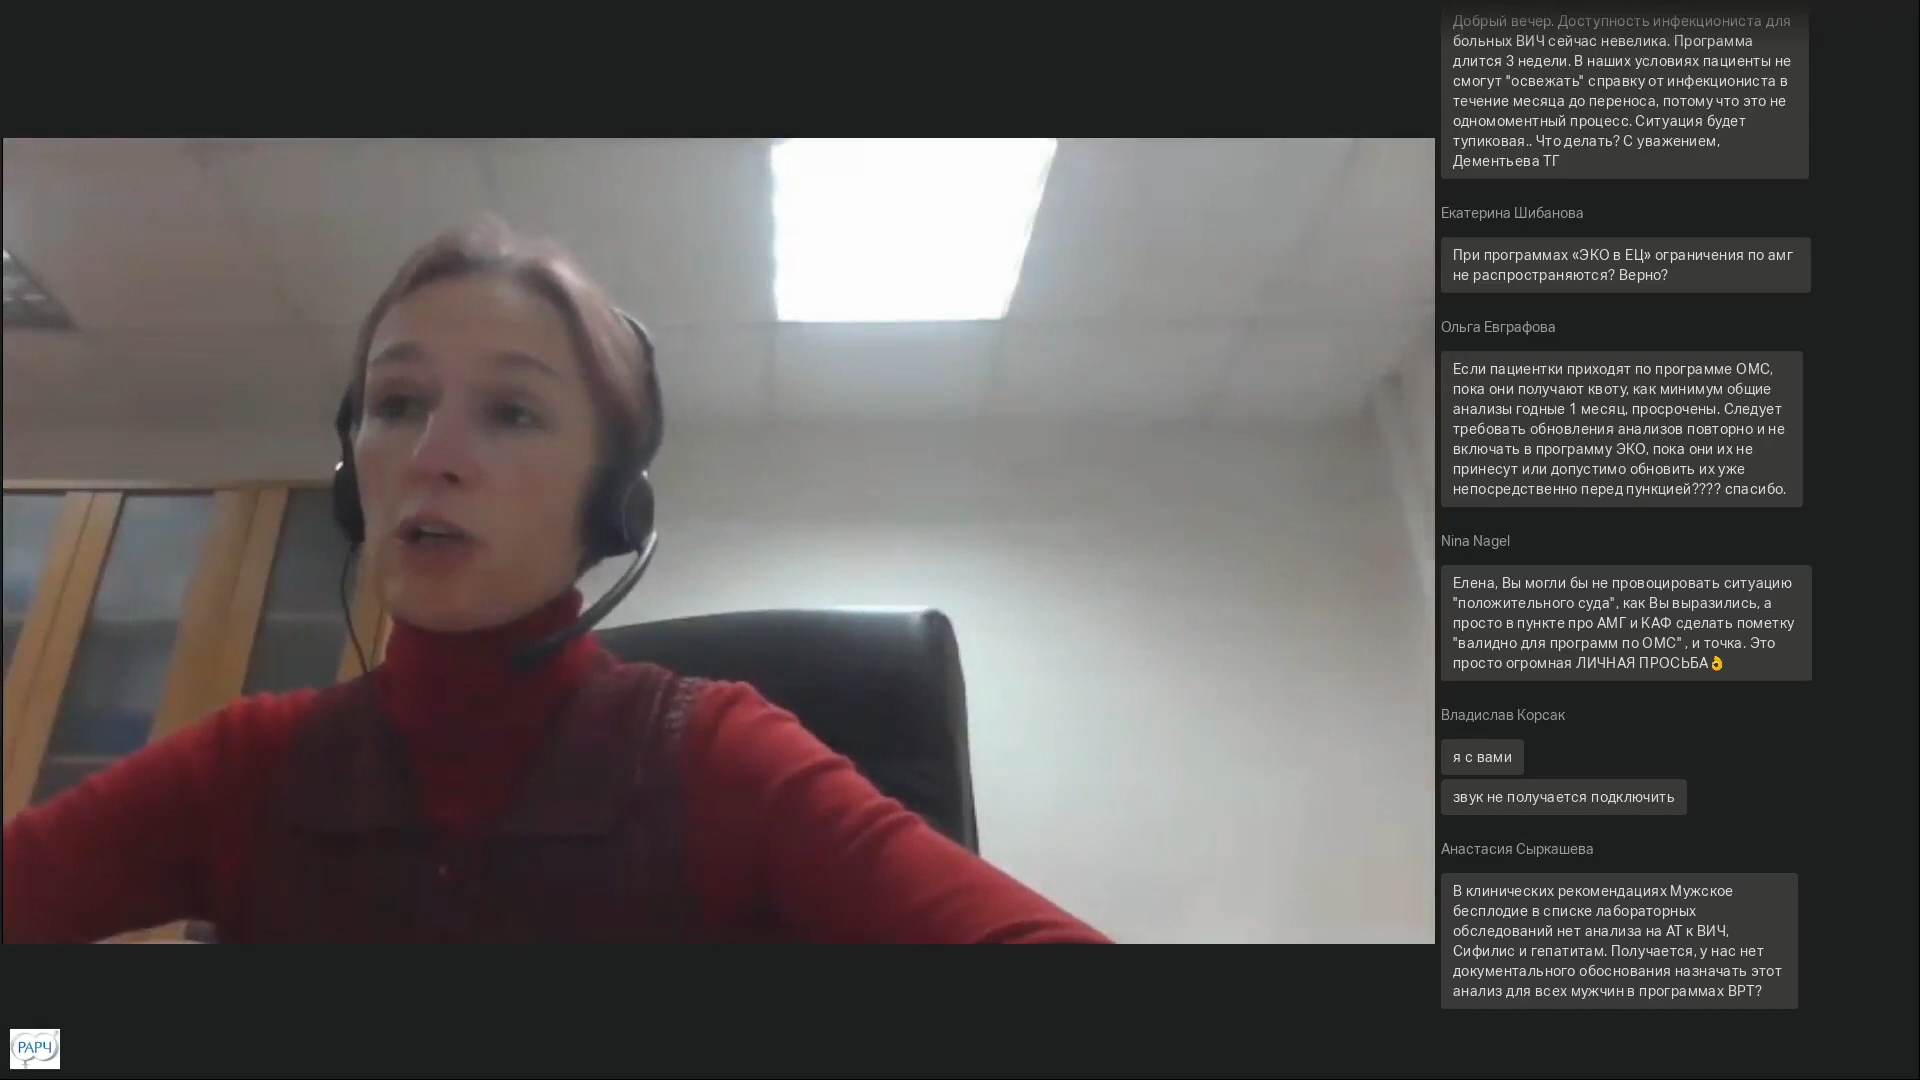 Добрый вечер. Доступность инфекциониста для
больных ВИЧ сейчас невелика. Программа
длится 3 недели. В наших условиях пациенты не
смогут "освежать" справку от инфекциониста в
течение месяца до переноса, потому что это не
одномоментный процесс. Ситуация будет
тупиковая.. Что делать? С уважением,
Дементьева ТГ
Екатерина Шибанова
При программах «ЭКО в ЕЦ» ограничения по амг
не распространяются? Верно?
Ольга Евграфова
Если пациентки приходят по программе ОМС,
пока они получают квоту, как минимум общие
анализы годные 1 месяц, просрочены. Следует
требовать обновления анализов повторно и не
включать в программу ЭКО, пока они их не
принесут или допустимо обновить их уже
непосредственно перед пункцией???? спасибо.
Nina Nagel
Елена, Вы могли бы не провоцировать ситуацию
"положительного суда", как Вы выразились, а
просто в пункте про АМГ и КАФ сделать пометку
"валидно для программ по ОМС" , и точка. Это
просто огромная ЛИЧНАЯ ПРОСЬБА👌
Владислав Корсак
я с вами
звук не получается подключить
Анастасия Сыркашева
В клинических рекомендациях Мужское
бесплодие в списке лабораторных
обследований нет анализа на АТ к ВИЧ,
Сифилис и гепатитам. Получается, у нас нет
документального обоснования назначать этот
анализ для всех мужчин в программах ВРТ?
РАРЧ